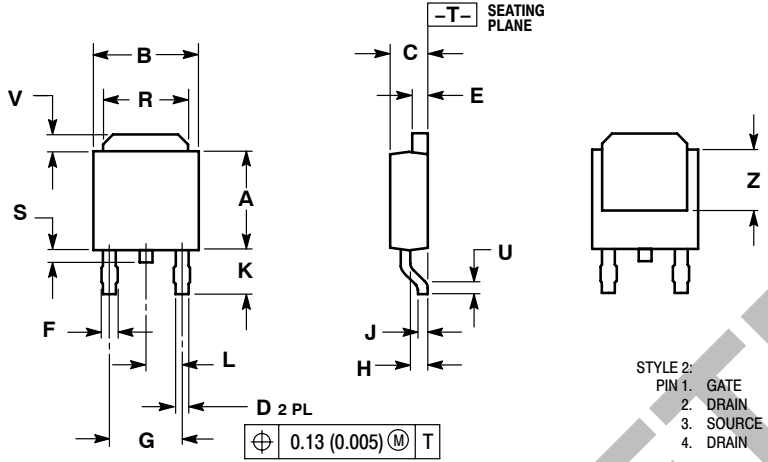 –T– SEATING
PLANE
B
C
V
R
E
Z
A
S
U
K
F
J
L
H
D 2 PL
G
⌖ 0.13 (0.005) Ⓜ T
STYLE 2:
PIN 1. GATE
2. DRAIN
3. SOURCE
4. DRAIN